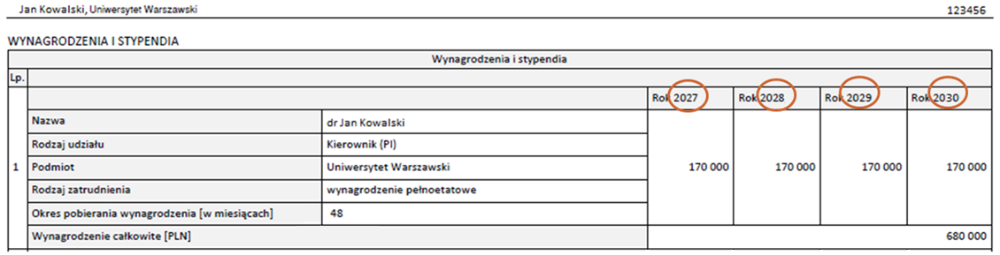 Jan Kowalski, Uniwersytet Warszawski 123456
WYNAGRODZENIA I STYPENDIA
Wynagrodzenia i stypendia
Lp.
Rok 2027 Rok 2028 Rok 2029 Rok 2030
Nazwa dr Jan Kowalski
Rodzaj udziału Kierownik (PI)
1 Podmiot Uniwersytet Warszawski 170 000 170 000 170 000 170 000
Rodzaj zatrudnienia wynagrodzenie pełnoetatowe
Okres pobierania wynagrodzenia [w miesiącach] 48
Wynagrodzenie całkowite [PLN] 680 000